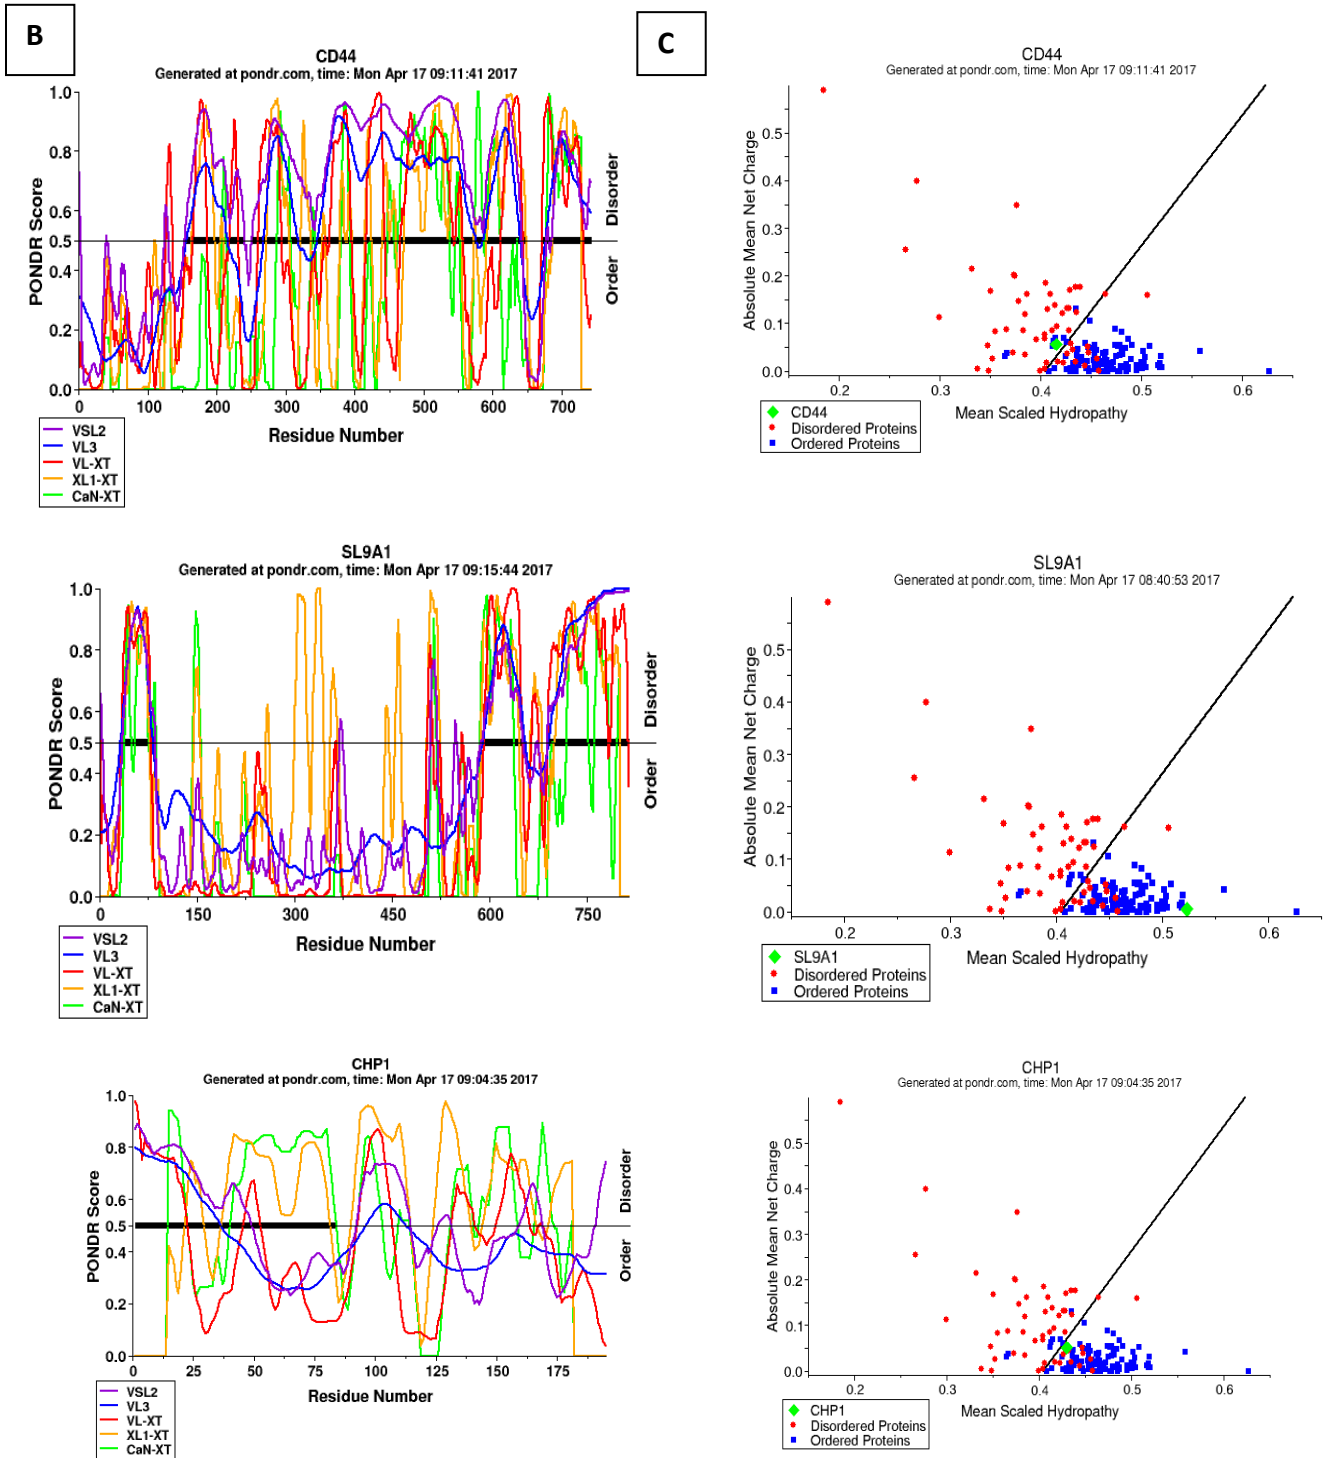 B
CD44
Generated at pondr.com, time: Mon Apr 17 09:11:41 2017
1.0
0.8
0.6
0.5
0.4
0.2
0.0
PONDR Score
Disorder
Order
0 100 200 300 400 500 600 700
Residue Number
VSL2
VL3
VL-XT
XL1-XT
CaN-XT
C
CD44
Generated at pondr.com, time: Mon Apr 17 09:11:41 2017
0.5
0.4
0.3
0.2
0.1
0.0
Absolute Mean Net Charge
0.2 0.3 0.4 0.5 0.6
Mean Scaled Hydropathy
CD44
Disordered Proteins
Ordered Proteins
SL9A1
Generated at pondr.com, time: Mon Apr 17 09:15:44 2017
1.0
0.8
0.6
0.5
0.4
0.2
0.0
PONDR Score
Disorder
Order
0 150 300 450 600 750
Residue Number
VSL2
VL3
VL-XT
XL1-XT
CaN-XT
SL9A1
Generated at pondr.com, time: Mon Apr 17 08:40:53 2017
0.5
0.4
0.3
0.2
0.1
0.0
Absolute Mean Net Charge
0.2 0.3 0.4 0.5 0.6
Mean Scaled Hydropathy
SL9A1
Disordered Proteins
Ordered Proteins
CHP1
Generated at pondr.com, time: Mon Apr 17 09:04:35 2017
1.0
0.8
0.6
0.5
0.4
0.2
0.0
PONDR Score
Disorder
Order
0 25 50 75 100 125 150 175
Residue Number
VSL2
VL3
VL-XT
XL1-XT
CaN-XT
CHP1
Generated at pondr.com, time: Mon Apr 17 09:04:35 2017
0.5
0.4
0.3
0.2
0.1
0.0
Absolute Mean Net Charge
0.2 0.3 0.4 0.5 0.6
Mean Scaled Hydropathy
CHP1
Disordered Proteins
Ordered Proteins